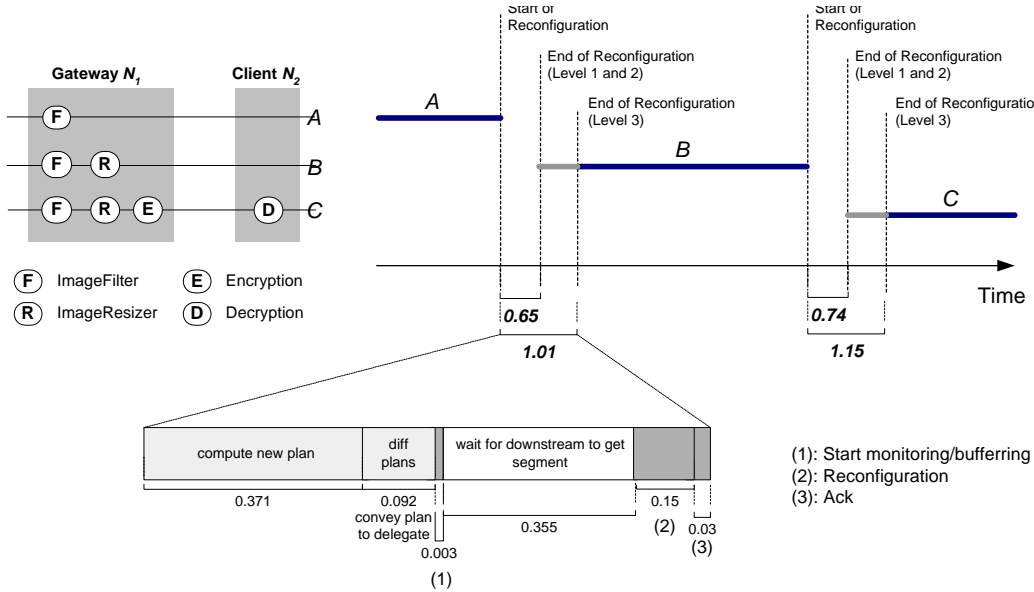 Start of
Reconfiguration
End of Reconfiguration
(Level 1 and 2)
End of Reconfiguration
(Level 3)
Start of
Reconfiguration
End of Reconfiguration
(Level 1 and 2)
End of Reconfiguratio
(Level 3)
Gateway N1
Client N2
F
A
F R
B
F R E D
C
A
B
C
F ImageFilter
E Encryption
R ImageResizer
D Decryption
Time
0.65
1.01
0.74
1.15
compute new plan
diff
plans
wait for downstream to get
segment
0.371
0.092
convey plan
to delegate
0.003
(1)
0.355
0.15
(2)
0.03
(3)
(1): Start monitoring/bufferring
(2): Reconfiguration
(3): Ack